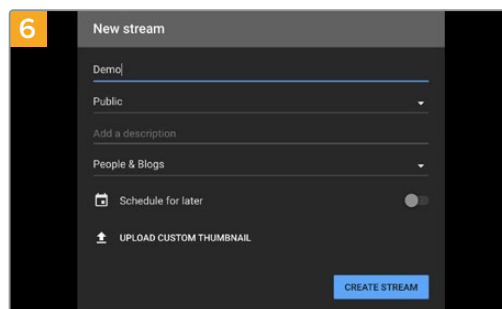 6
New stream
Demo
Public
Add a description
People & Blogs
Schedule for later
UPLOAD CUSTOM THUMBNAIL
CREATE STREAM